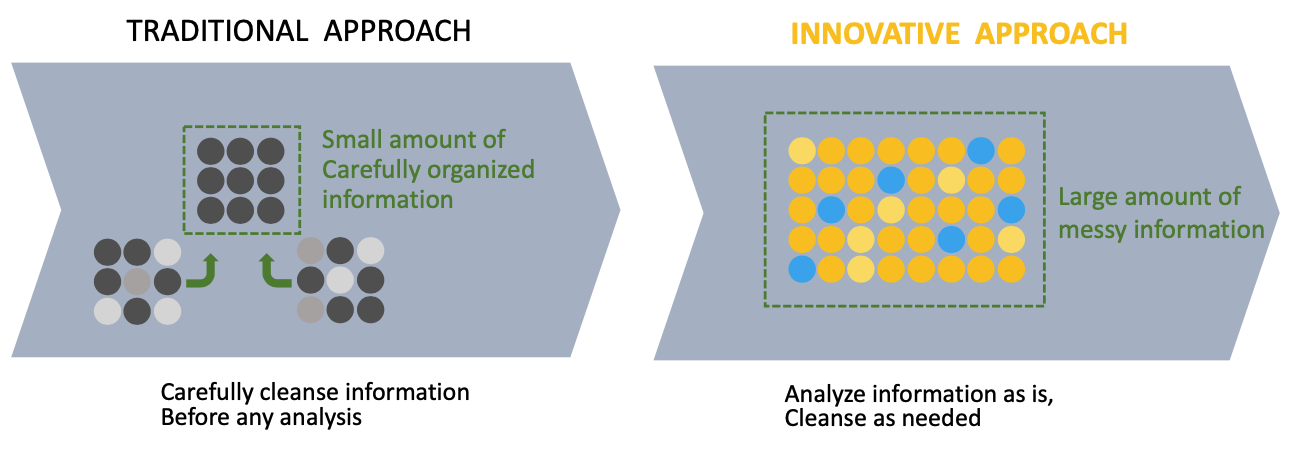 TRADITIONAL APPROACH
Small amount of
Carefully organized
information
Carefully cleanse information
Before any analysis
INNOVATIVE APPROACH
Large amount of
messy information
Analyze information as is,
Cleanse as needed